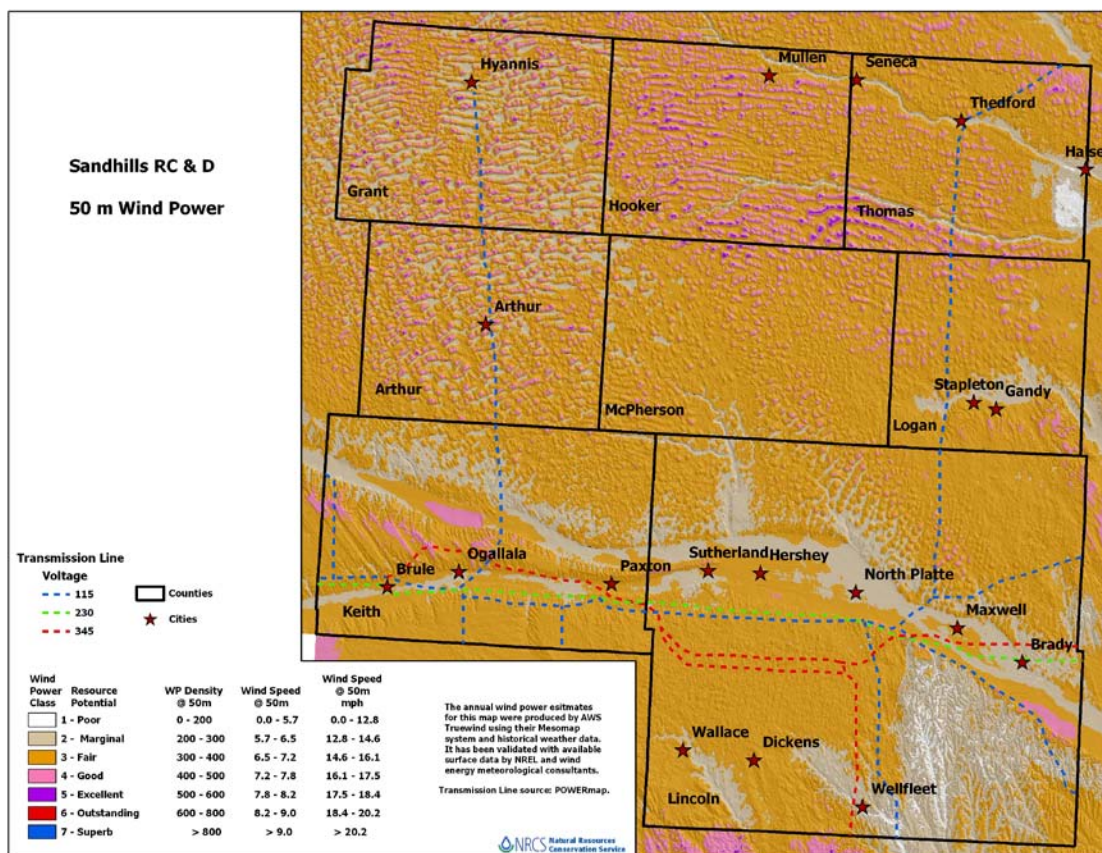 Sandhills RC & D
50 m Wind Power
Hyannis
Mullen
Seneca
Thedford
Halse
Grant
Hooker
Thomas
Arthur
Arthur
McPherson
Stapleton
Gandy
Logan
Ogallala
Brule
Keith
Paxton
Sutherland
Hershey
North Platte
Maxwell
Brady
Wallace
Dickens
Wellfleet
Lincoln
Transmission Line
Voltage
115
230
345
Counties
Cities
Wind Power Class Resource Potential WP Density @ 50m Wind Speed @ 50m Wind Speed @ 50m mph
1 - Poor 0 - 200 0.0 - 5.7 0.0 - 12.8
2 - Marginal 200 - 300 5.7 - 6.5 12.8 - 14.6
3 - Fair 300 - 400 6.5 - 7.2 14.6 - 16.1
4 - Good 400 - 500 7.2 - 7.8 16.1 - 17.5
5 - Excellent 500 - 600 7.8 - 8.2 17.5 - 18.4
6 - Outstanding 600 - 800 8.2 - 9.0 18.4 - 20.2
7 - Superb > 800 > 9.0 > 20.2
The annual wind power esitmates
for this map were produced by AWS
Truewind using their Mesomap
system and historical weather data.
It has been validated with available
surface data by NREL and wind
energy meteorological consultants.
Transmission Line source: POWERmap.
NRCS Natural Resources
Conservation Service